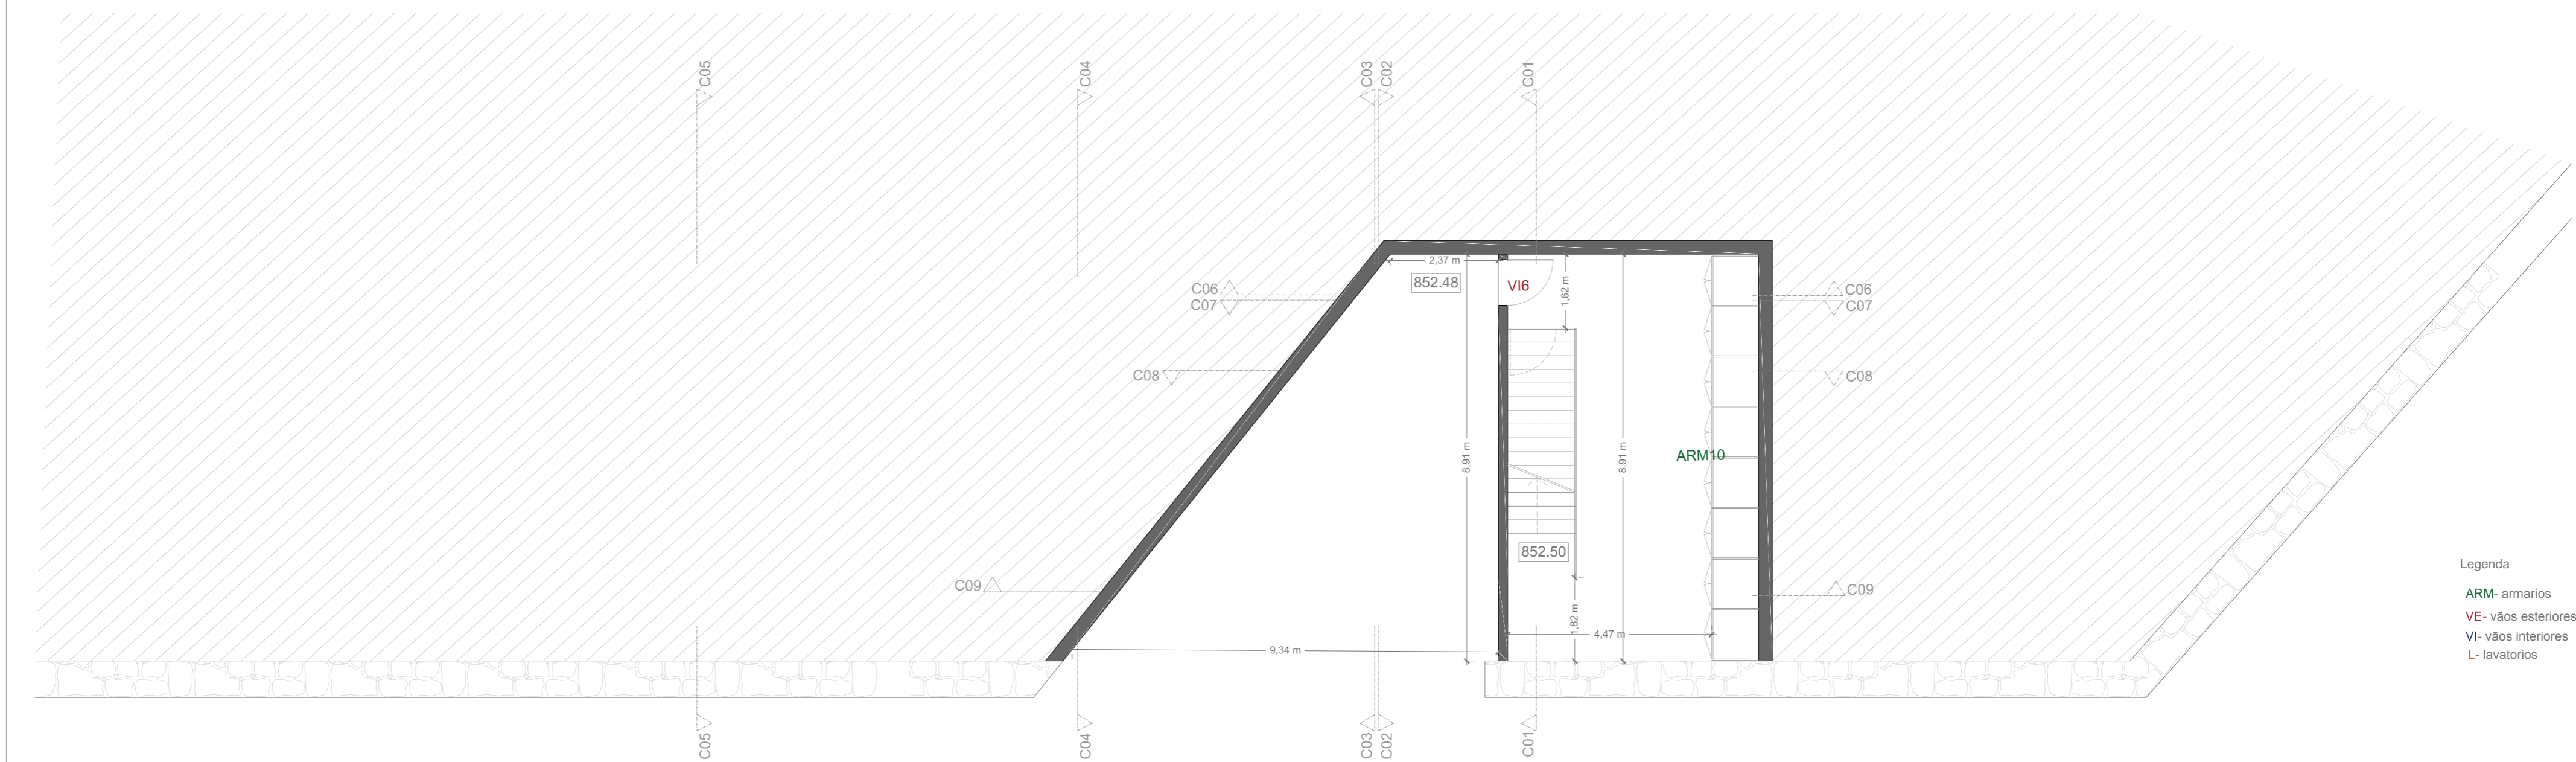 C05
C04
C03
C02
C01
2,37 m
852.48
VI6
1,62 m
C06
C07
C06
C07
C08
C08
8,91 m
8,91 m
ARM10
852.50
C09
C09
1,82 m
4,47 m
9,34 m
Legenda
ARM- armarios
VE- vãos esteriores
VI- vãos interiores
L- lavatorios
C05
C04
C03
C02
C01